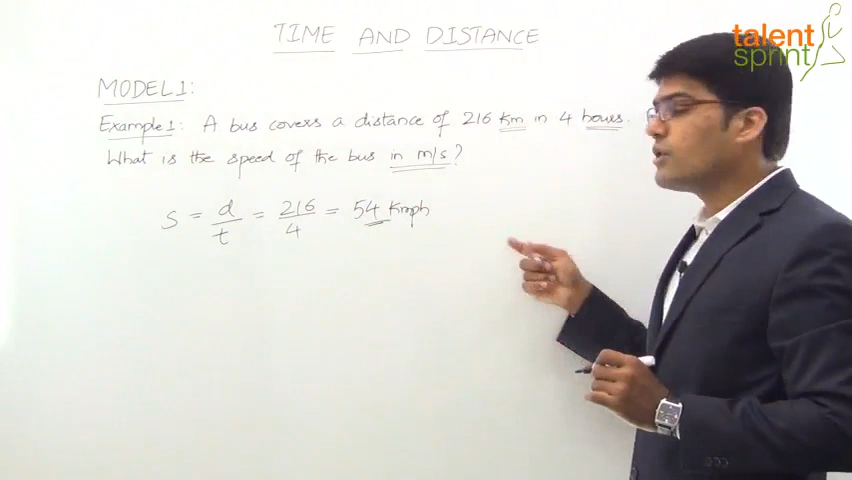 talent
sprint
TIME AND DISTANCE
MODEL 1:
Example 1: A bus covers a distance of 216 Km in 4 hours.
What is the speed of the bus in m/s?
S = d/t = 216/4 = 54 Kmph